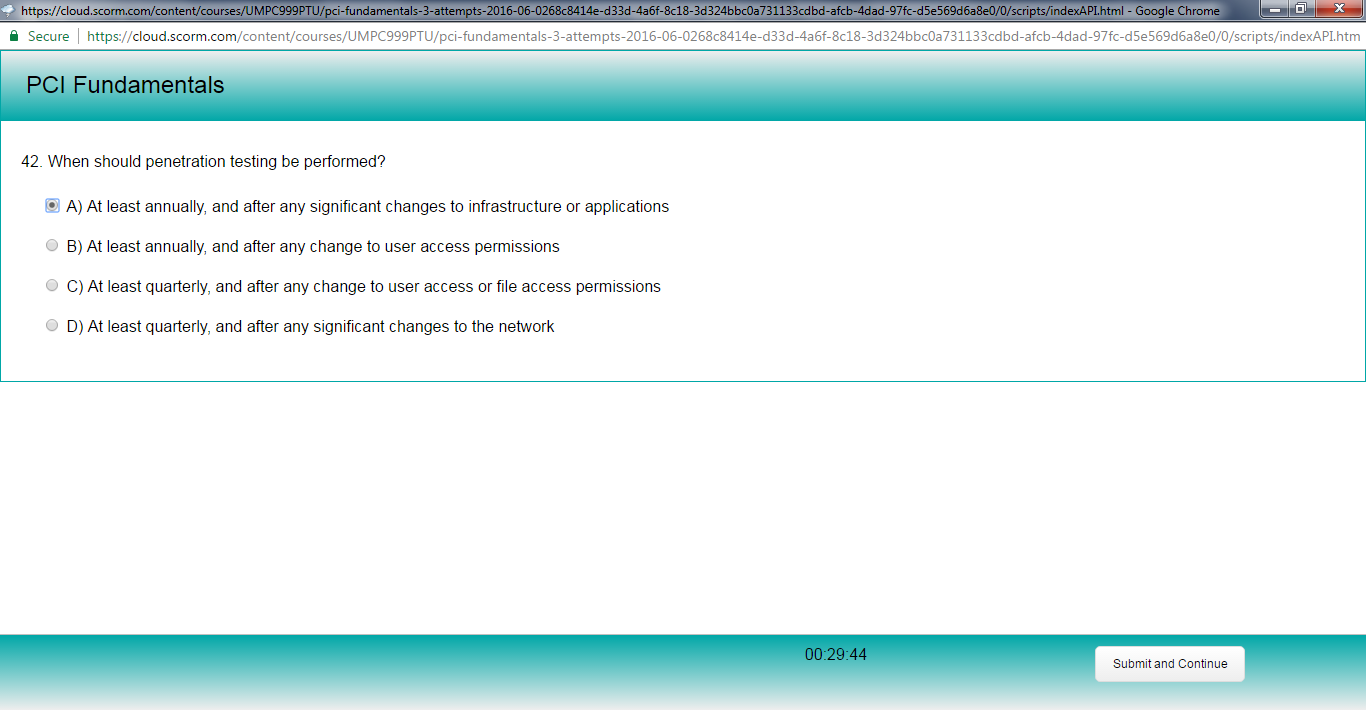 https://cloud.scorm.com/content/courses/UMPC999PTU/pci-fundamentals-3-attempts-2016-06-0268c8414e-d33d-4a6f-8c18-3d324bbc0a731133cdbd-afcb-4dad-97fc-d5e569d6a8e0/0/scripts/indexAPI.html - Google Chrome
Secure https://cloud.scorm.com/content/courses/UMPC999PTU/pci-fundamentals-3-attempts-2016-06-0268c8414e-d33d-4a6f-8c18-3d324bbc0a731133cdbd-afcb-4dad-97fc-d5e569d6a8e0/0/scripts/indexAPI.htm
PCI Fundamentals
42. When should penetration testing be performed?
A) At least annually, and after any significant changes to infrastructure or applications
B) At least annually, and after any change to user access permissions
C) At least quarterly, and after any change to user access or file access permissions
D) At least quarterly, and after any significant changes to the network
00:29:44
Submit and Continue